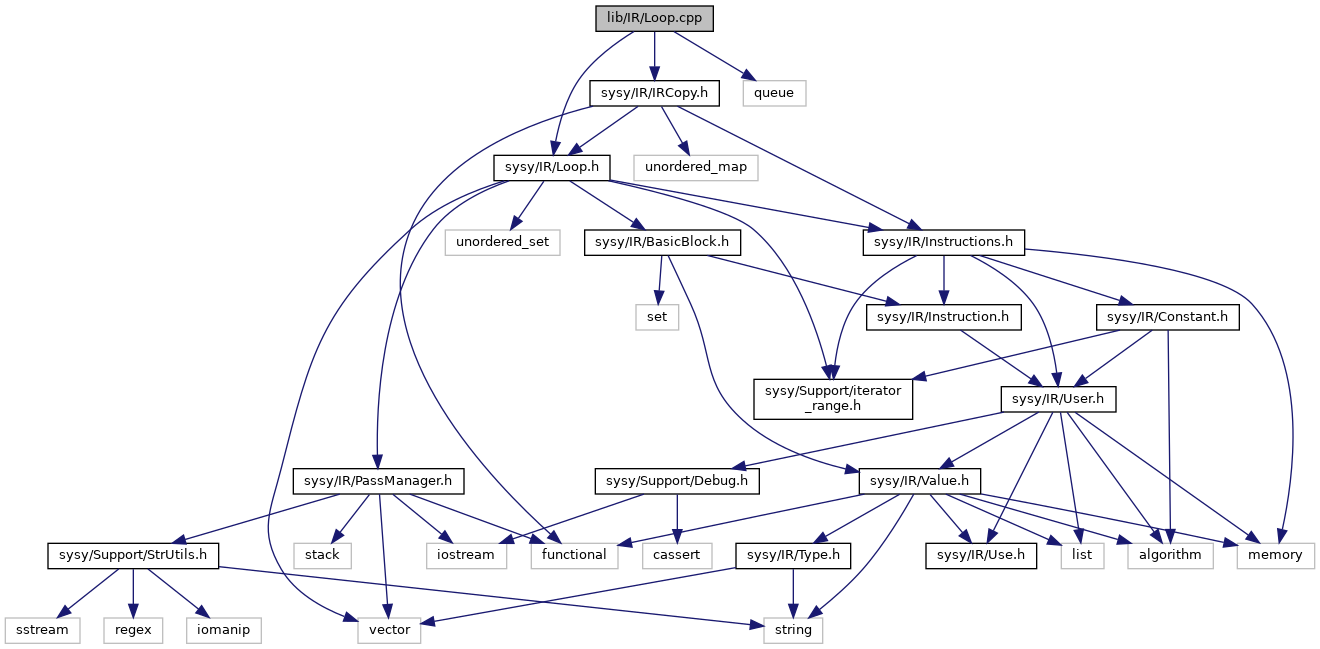 lib/IR/Loop.cpp
sysy/IR/IRCopy.h
queue
sysy/IR/Loop.h
unordered_map
unordered_set
sysy/IR/BasicBlock.h
sysy/IR/Instructions.h
set
sysy/IR/Instruction.h
sysy/IR/Constant.h
sysy/Support/iterator
_range.h
sysy/IR/User.h
sysy/IR/PassManager.h
sysy/Support/Debug.h
sysy/IR/Value.h
sysy/Support/StrUtils.h
stack
iostream
functional
cassert
sysy/IR/Type.h
sysy/IR/Use.h
list
algorithm
memory
sstream
regex
iomanip
vector
string